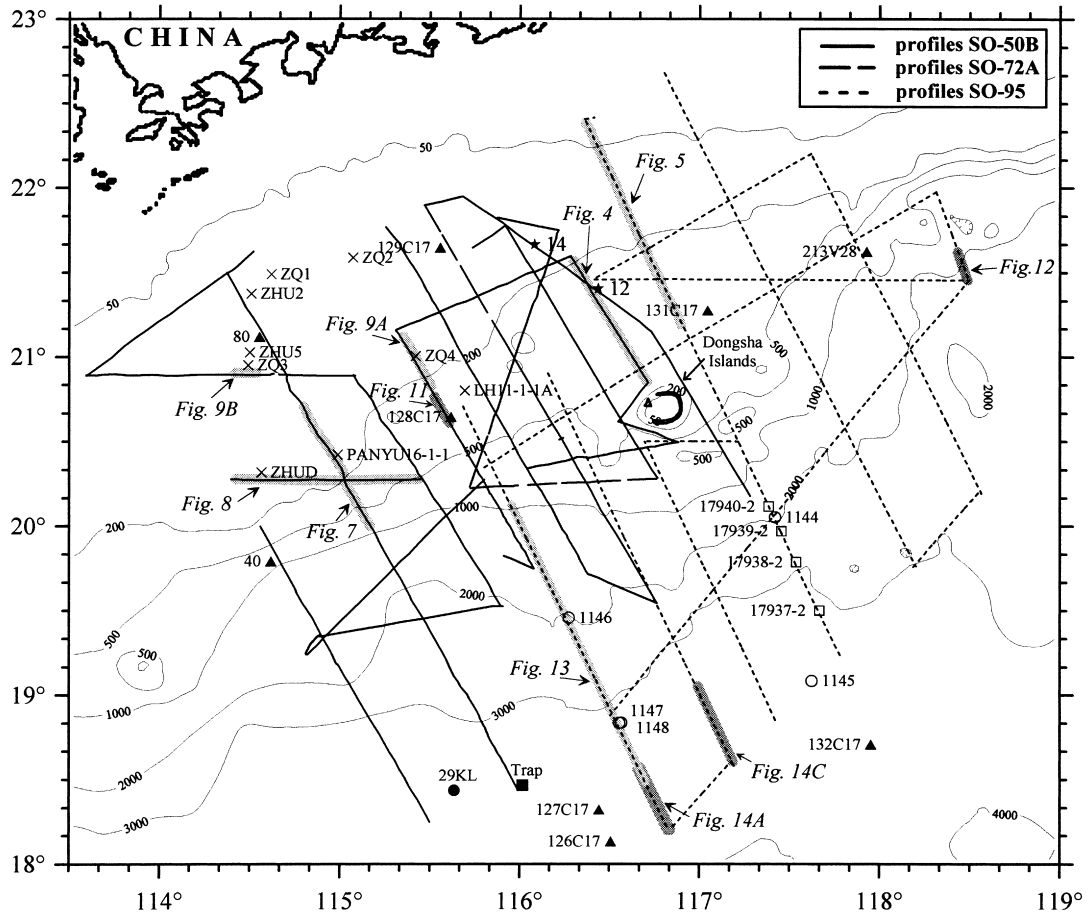 23°
22°
21°
20°
19°
18°
CHINA
profiles SO-50B
profiles SO-72A
profiles SO-95
50
Fig. 5
Fig. 4
14
129C17
ZQ2
213V28
Fig.12
ZQ1
ZHU2
12
50
131C17
Fig. 9A
80
Dongsha
Islands
ZHU5
ZQ3
ZQ4
200
500
Fig. 11
LH11-1-1A
200
1000
2000
Fig. 9B
128C17
500
500
500
PANYU16-1-1
ZHUD
2000
Fig. 8
1000
17940-2
1144
200
Fig. 7
17939-2
40
17938-2
2000
1146
17937-2
500
500
Fig. 13
1145
1000
3000
1147
1148
132C17
2000
29KL
Trap
Fig. 14C
127C17
Fig. 14A
3000
126C17
4000
114°
115°
116°
117°
118°
119°